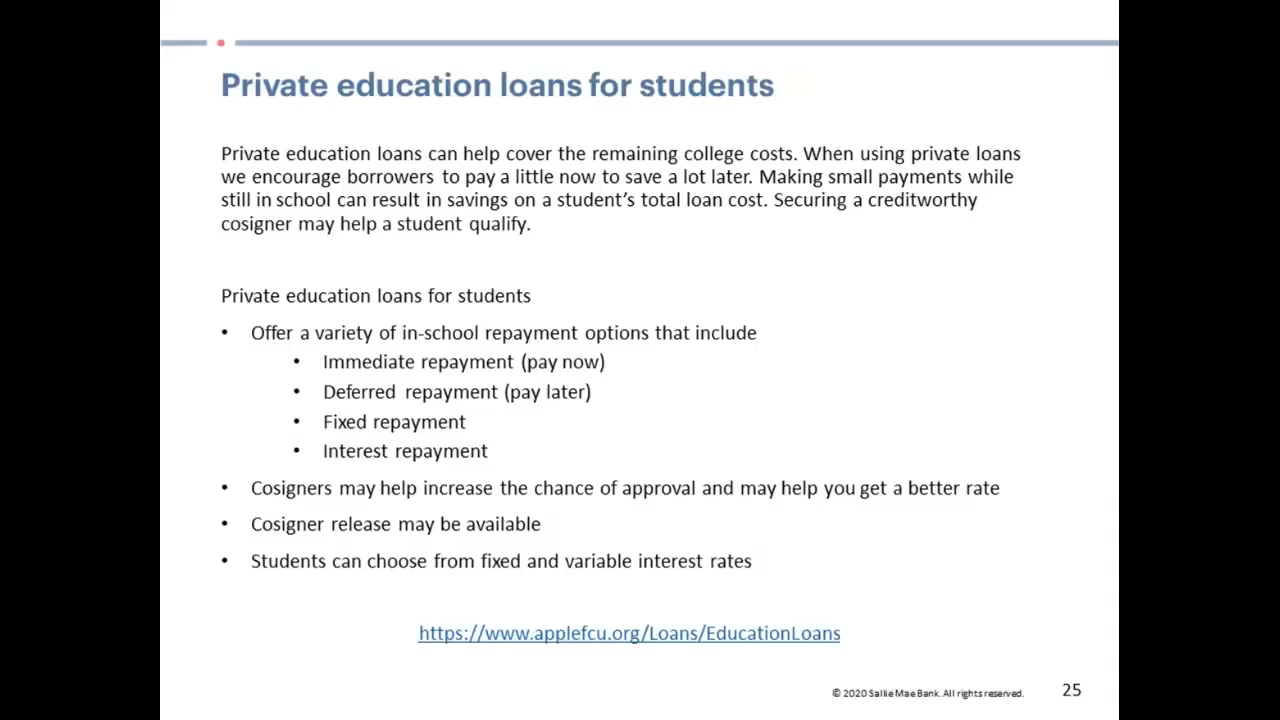 Private education loans for students
Private education loans can help cover the remaining college costs. When using private loans
we encourage borrowers to pay a little now to save a lot later. Making small payments while
still in school can result in savings on a student’s total loan cost. Securing a creditworthy
cosigner may help a student qualify.
Private education loans for students
• Offer a variety of in-school repayment options that include
• Immediate repayment (pay now)
• Deferred repayment (pay later)
• Fixed repayment
• Interest repayment
• Cosigners may help increase the chance of approval and may help you get a better rate
• Cosigner release may be available
• Students can choose from fixed and variable interest rates
https://www.applefcu.org/Loans/EducationLoans
© 2020 Sallie Mae Bank. All rights reserved.
25